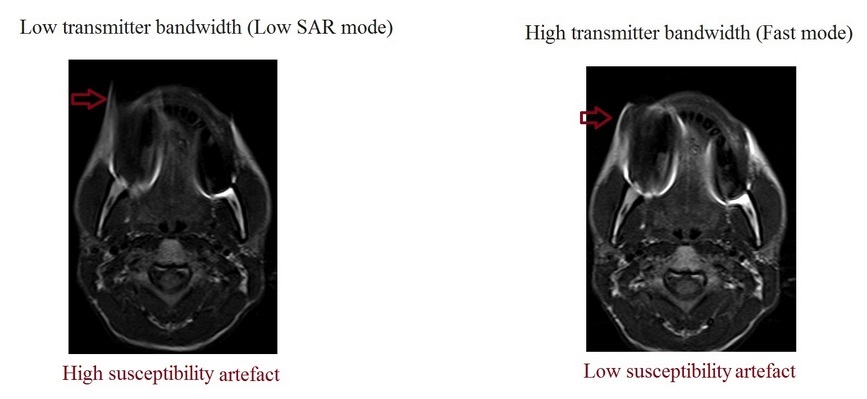 Low transmitter bandwidth (Low SAR mode)
High transmitter bandwidth (Fast mode)
High susceptibility artefact
Low susceptibility artefact